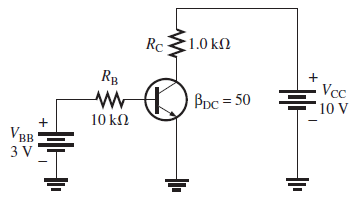 R_C 1.0 kΩ
R_B
β_DC = 50
10 kΩ
+
V_CC
10 V
−
+
V_BB
3 V
−